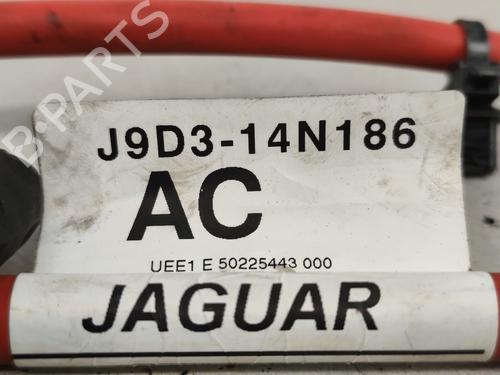 J9D3-14N186
AC
UEE1 E 50225443 000
JAGUAR
B-PARTS